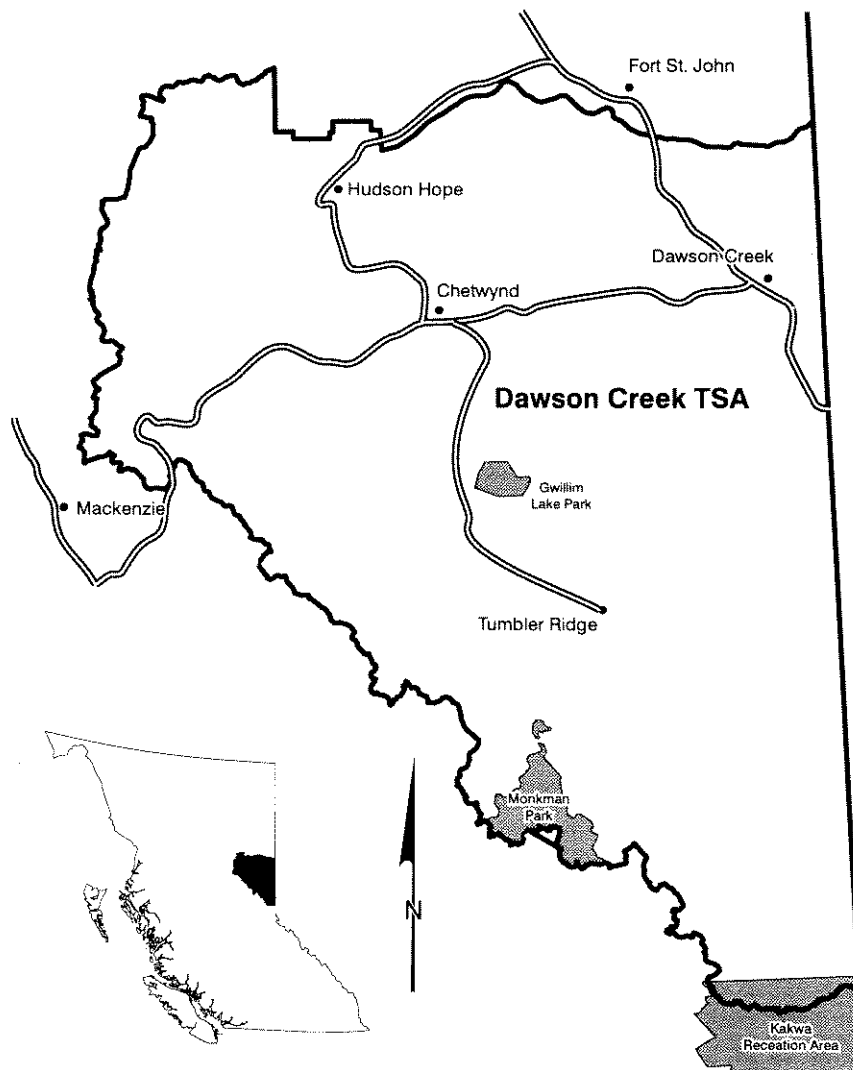 Fort St. John
Hudson Hope
Dawson Creek
Chetwynd
Dawson Creek TSA
Gwillim
Lake Park
Mackenzie
Tumbler Ridge
Monkman
Park
N
Kakwa
Receation Area